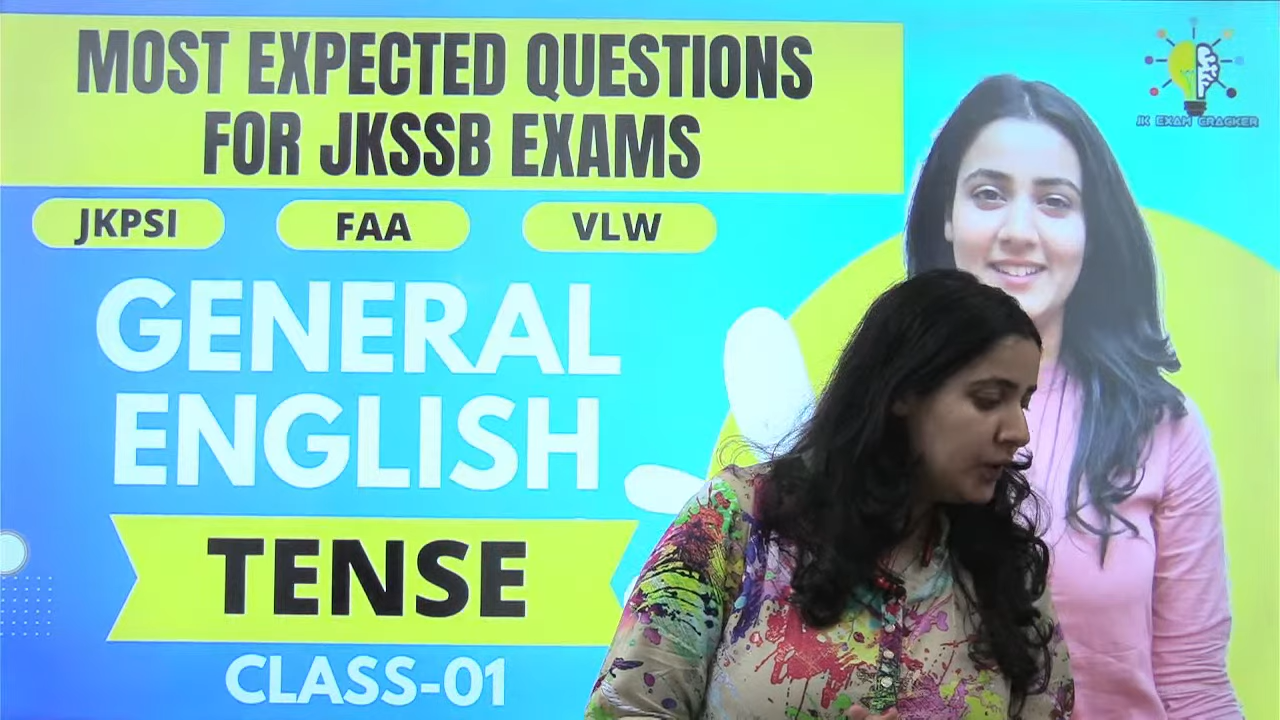 MOST EXPECTED QUESTIONS
FOR JKSSB EXAMS
JK EXAM CRACKER
JKPSI
FAA
VLW
GENERAL
ENGLISH
TENSE
CLASS-01